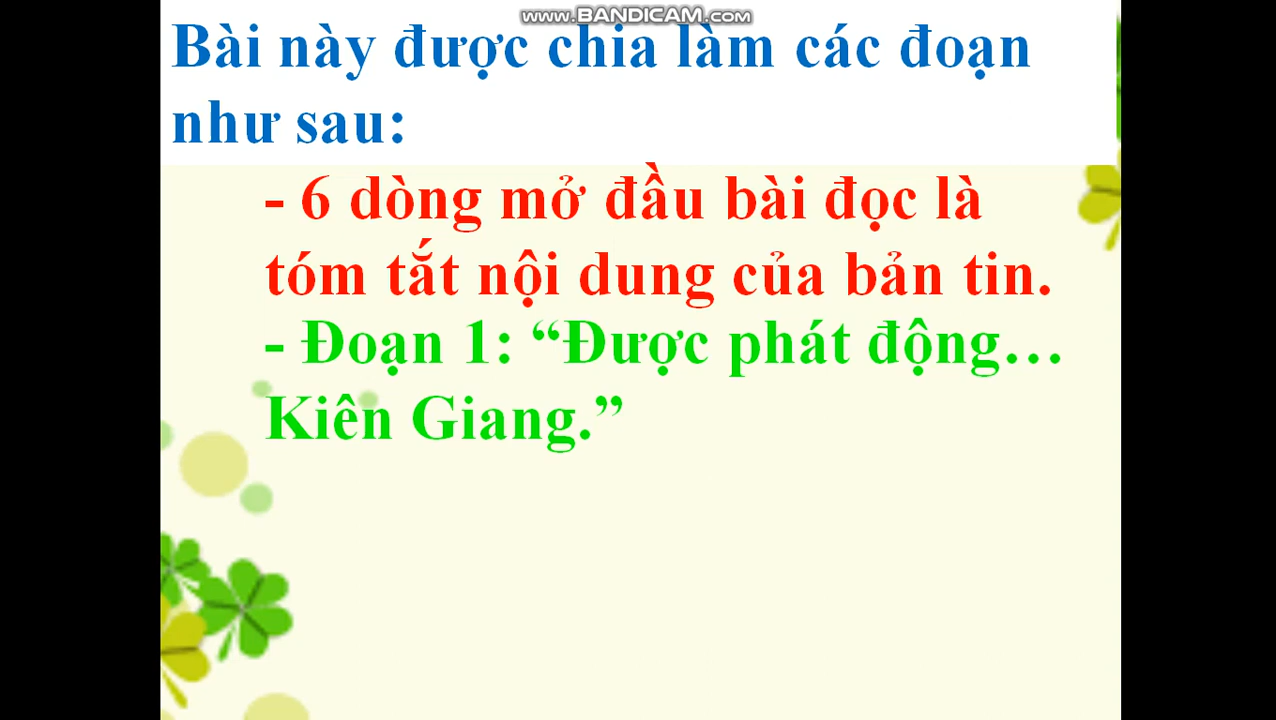 www.BANDICAM.com
Bài này được chia làm các đoạn
như sau:
- 6 dòng mở đầu bài đọc là
tóm tắt nội dung của bản tin.
- Đoạn 1: “Được phát động…
Kiên Giang.”